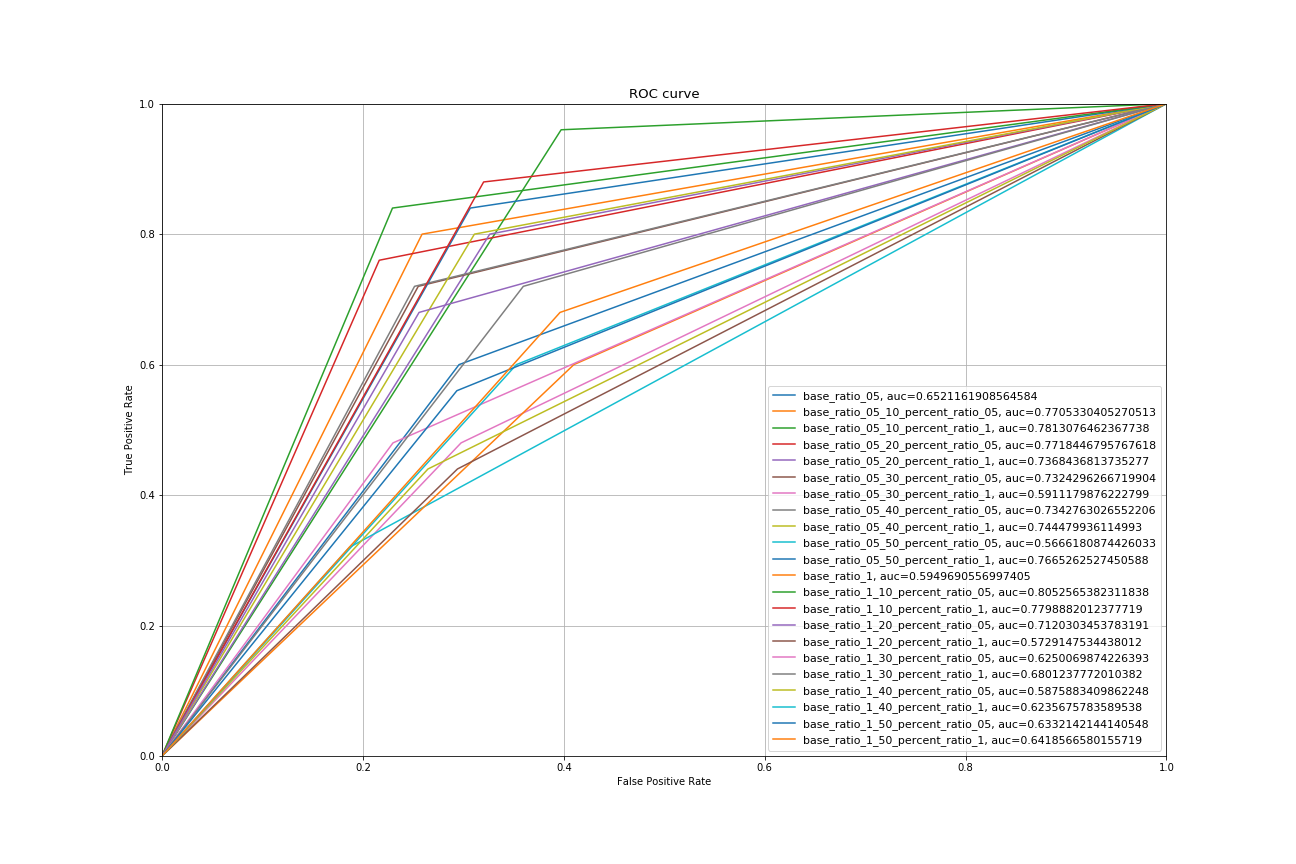 ROC curve
1.0
0.8
0.6
0.4
0.2
0.0
True Positive Rate
base_ratio_05, auc=0.6521161908564584
base_ratio_05_10_percent_ratio_05, auc=0.7705330405270513
base_ratio_05_10_percent_ratio_1, auc=0.7813076462367738
base_ratio_05_20_percent_ratio_05, auc=0.7718446795767618
base_ratio_05_20_percent_ratio_1, auc=0.7368436813735277
base_ratio_05_30_percent_ratio_05, auc=0.7324296266719904
base_ratio_05_30_percent_ratio_1, auc=0.5911179876222799
base_ratio_05_40_percent_ratio_05, auc=0.7342763026552206
base_ratio_05_40_percent_ratio_1, auc=0.744479936114993
base_ratio_05_50_percent_ratio_05, auc=0.5666180874426033
base_ratio_05_50_percent_ratio_1, auc=0.7665262527450588
base_ratio_1, auc=0.5949690556997405
base_ratio_1_10_percent_ratio_05, auc=0.8052565382311838
base_ratio_1_10_percent_ratio_1, auc=0.7798882012377719
base_ratio_1_20_percent_ratio_05, auc=0.7120303453783191
base_ratio_1_20_percent_ratio_1, auc=0.5729147534438012
base_ratio_1_30_percent_ratio_05, auc=0.6250069874226393
base_ratio_1_30_percent_ratio_1, auc=0.6801237772010382
base_ratio_1_40_percent_ratio_05, auc=0.5875883409862248
base_ratio_1_40_percent_ratio_1, auc=0.6235675783589538
base_ratio_1_50_percent_ratio_05, auc=0.6332142144140548
base_ratio_1_50_percent_ratio_1, auc=0.6418566580155719
0.0 0.2 0.4 0.6 0.8 1.0
False Positive Rate